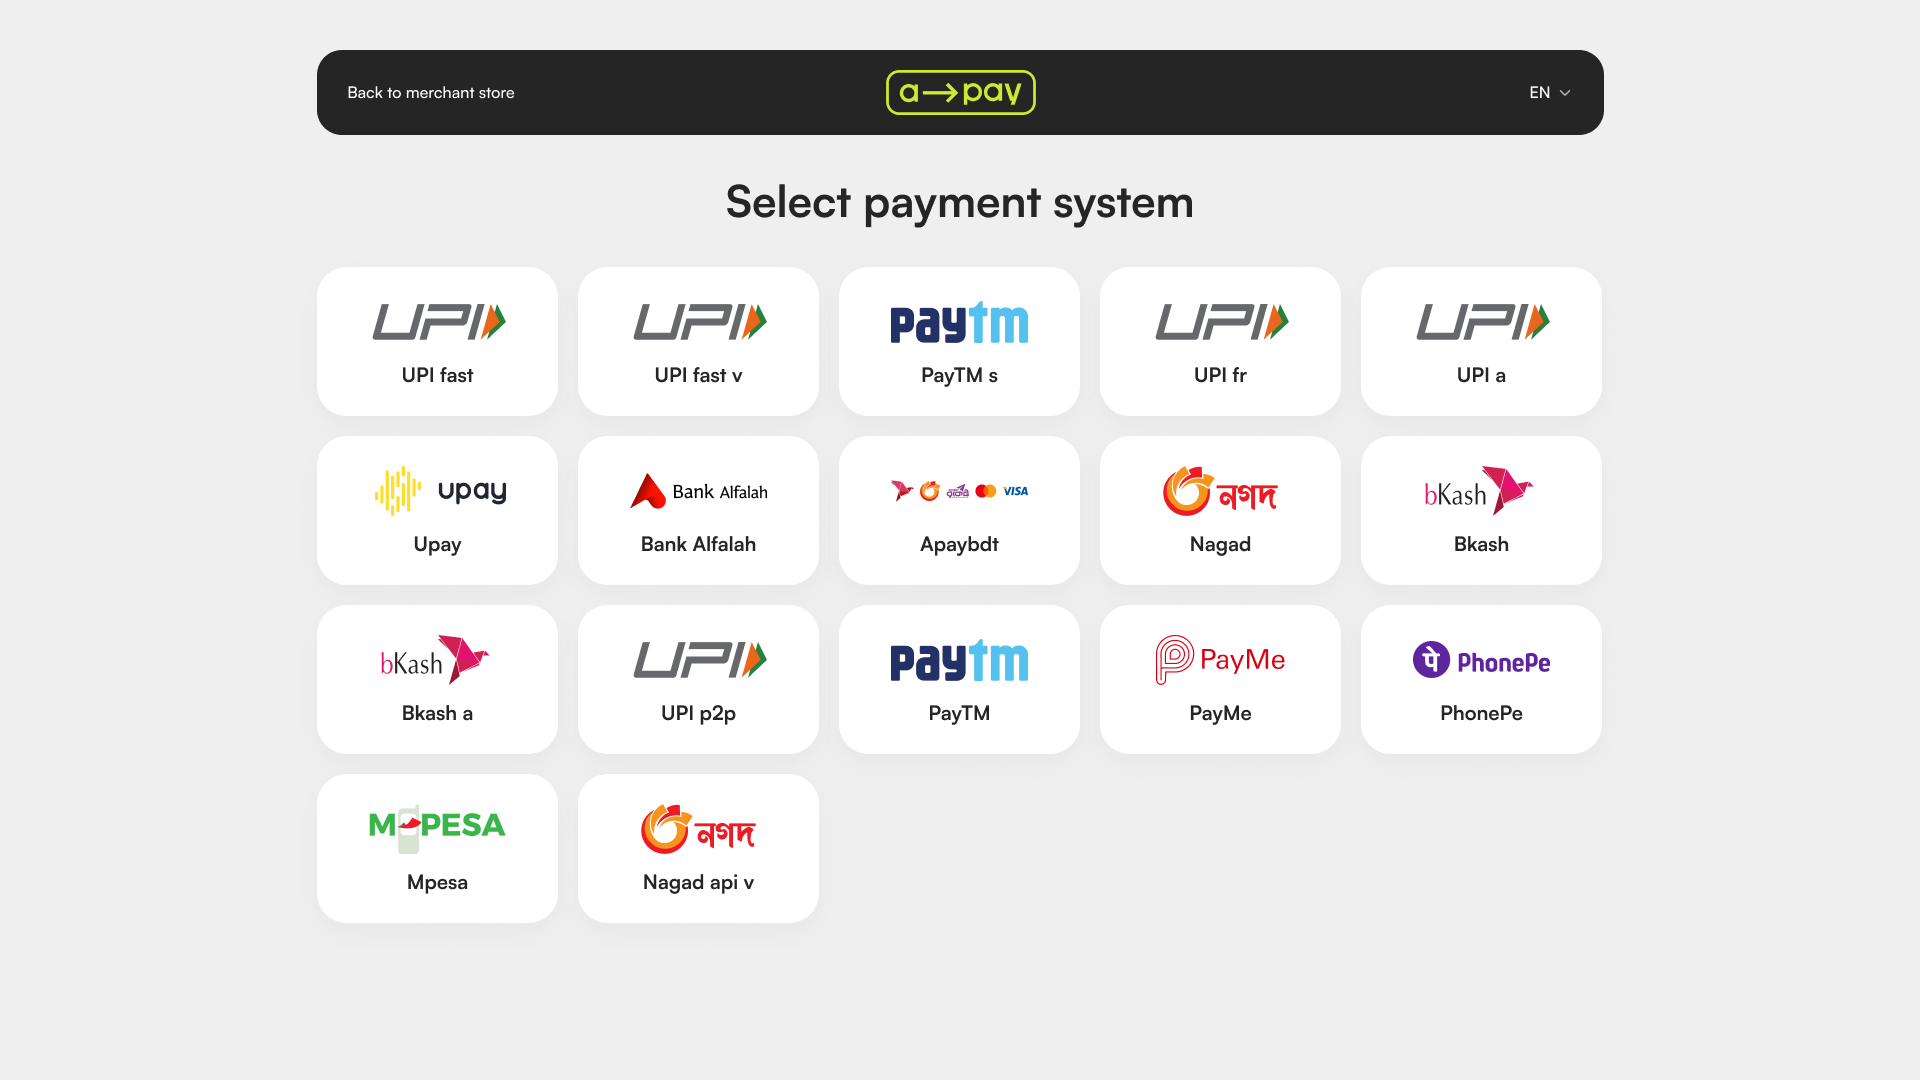 Back to merchant store
a→pay
EN
Select payment system
UPI
UPI fast
UPI
UPI fast v
paytm
PayTM s
UPI
UPI fr
UPI
UPI a
upay
Upay
Bank Alfalah
Bank Alfalah
VISA
Apaybdt
নগদ
Nagad
bKash
Bkash
bKash
Bkash a
UPI
UPI p2p
paytm
PayTM
PayMe
PayMe
पे PhonePe
PhonePe
M-PESA
Mpesa
নগদ
Nagad api v